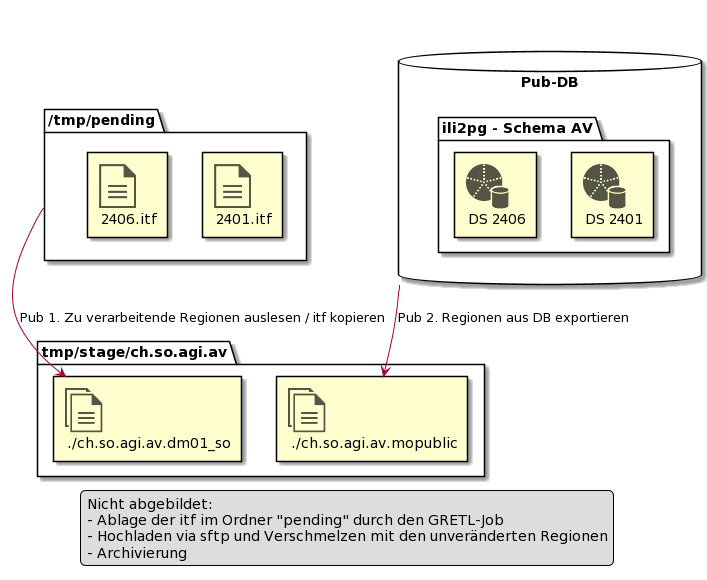 Pub-DB
/tmp/pending
ili2pg - Schema AV
2406.itf
2401.itf
DS 2406
DS 2401
Pub 1. Zu verarbeitende Regionen auslesen / itf kopieren
Pub 2. Regionen aus DB exportieren
tmp/stage/ch.so.agi.av
./ch.so.agi.av.dm01_so
./ch.so.agi.av.mopublic
Nicht abgebildet:
- Ablage der itf im Ordner "pending" durch den GRETL-Job
- Hochladen via sftp und Verschmelzen mit den unveränderten Regionen
- Archivierung